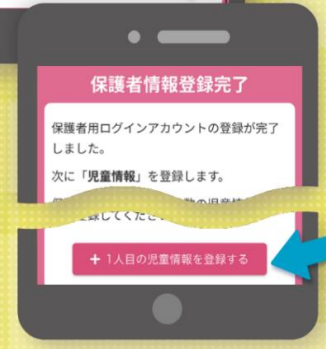 保護者情報登録完了
保護者用ログインアカウントの登録が完了
しました。
次に「児童情報」を登録します。
登録してくださ
+ 1人目の児童情報を登録する